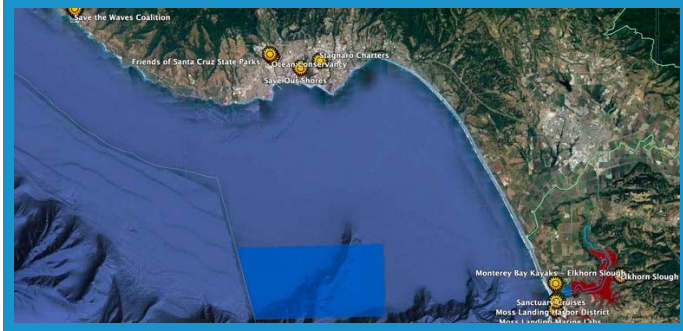 Save the Waves Coalition
Stagnaro Charters
Friends of Santa Cruz State Parks
Ocean Conservancy
Save Our Shores
Monterey Bay Kayaks - Elkhorn Slough
Elkhorn Slough
Sanctuary Cruises
Moss Landing Harbor District
Moss Landing Marine Labs